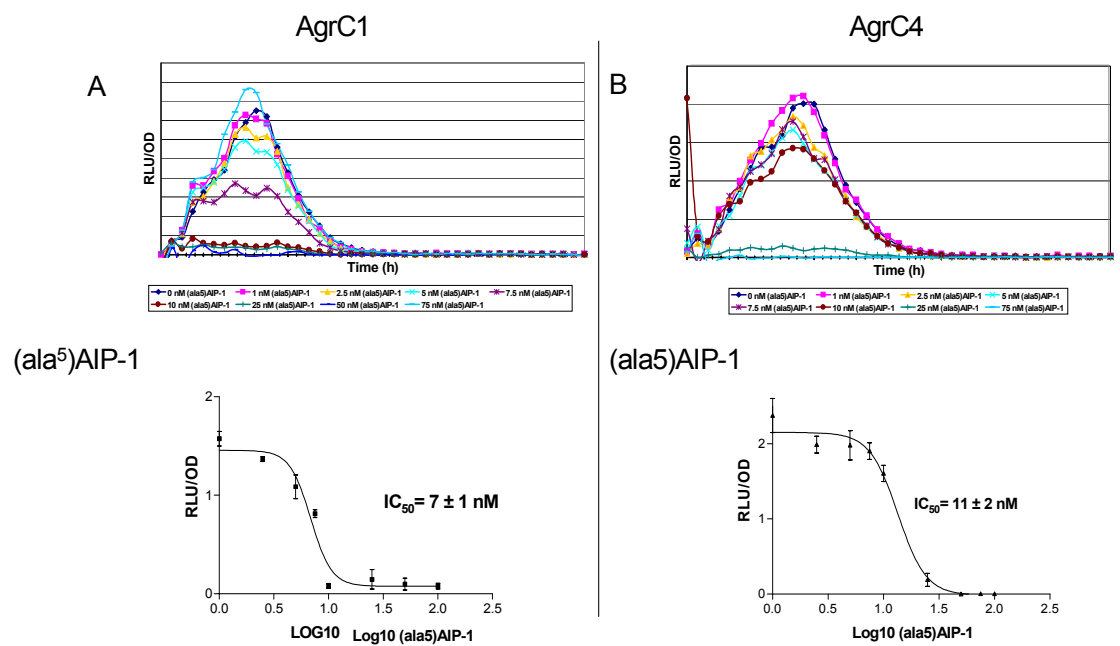 AgrC1
AgrC4
A
RLU/OD
Time (h)
0 nM (ala5)AIP-1 1 nM (ala5)AIP-1 2.5 nM (ala5)AIP-1 5 nM (ala5)AIP-1 7.5 nM (ala5)AIP-1
10 nM (ala5)AIP-1 25 nM (ala5)AIP-1 50 nM (ala5)AIP-1 75 nM (ala5)AIP-1
B
RLU/OD
Time (h)
0 nM (ala5)AIP-1 1 nM (ala5)AIP-1 2.5 nM (ala5)AIP-1 5 nM (ala5)AIP-1
7.5 nM (ala5)AIP-1 10 nM (ala5)AIP-1 25 nM (ala5)AIP-1 75 nM (ala5)AIP-1
(ala⁵)AIP-1
2
1
0
RLU/OD
IC₅₀= 7 ± 1 nM
0.0 0.5 1.0 1.5 2.0 2.5
LOG10 Log10 (ala5)AIP-1
(ala5)AIP-1
2
1
0
RLU/OD
IC₅₀= 11 ± 2 nM
0.0 0.5 1.0 1.5 2.0 2.5
Log10 (ala5)AIP-1